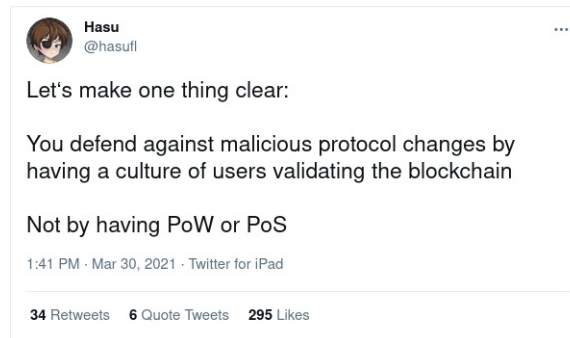 Hasu
@hasufl
Let‘s make one thing clear:
You defend against malicious protocol changes by
having a culture of users validating the blockchain
Not by having PoW or PoS
1:41 PM · Mar 30, 2021 · Twitter for iPad
34 Retweets 6 Quote Tweets 295 Likes